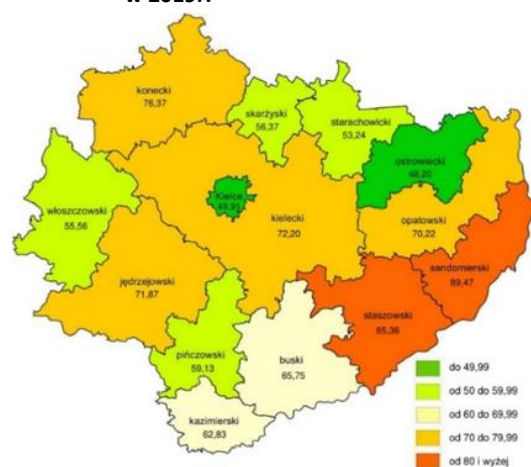 konecki
76,37
skarżyski
56,37
starachowicki
53,24
ostrowiecki
48,20
Kielce
49,91
włoszczowski
55,56
kielecki
72,20
opatowski
70,22
jędrzejowski
71,87
sandomierski
89,47
staszowski
85,36
pińczowski
59,13
buski
65,75
kazimierski
62,83
do 49,99
od 50 do 59,99
od 60 do 69,99
od 70 do 79,99
od 80 i wyżej